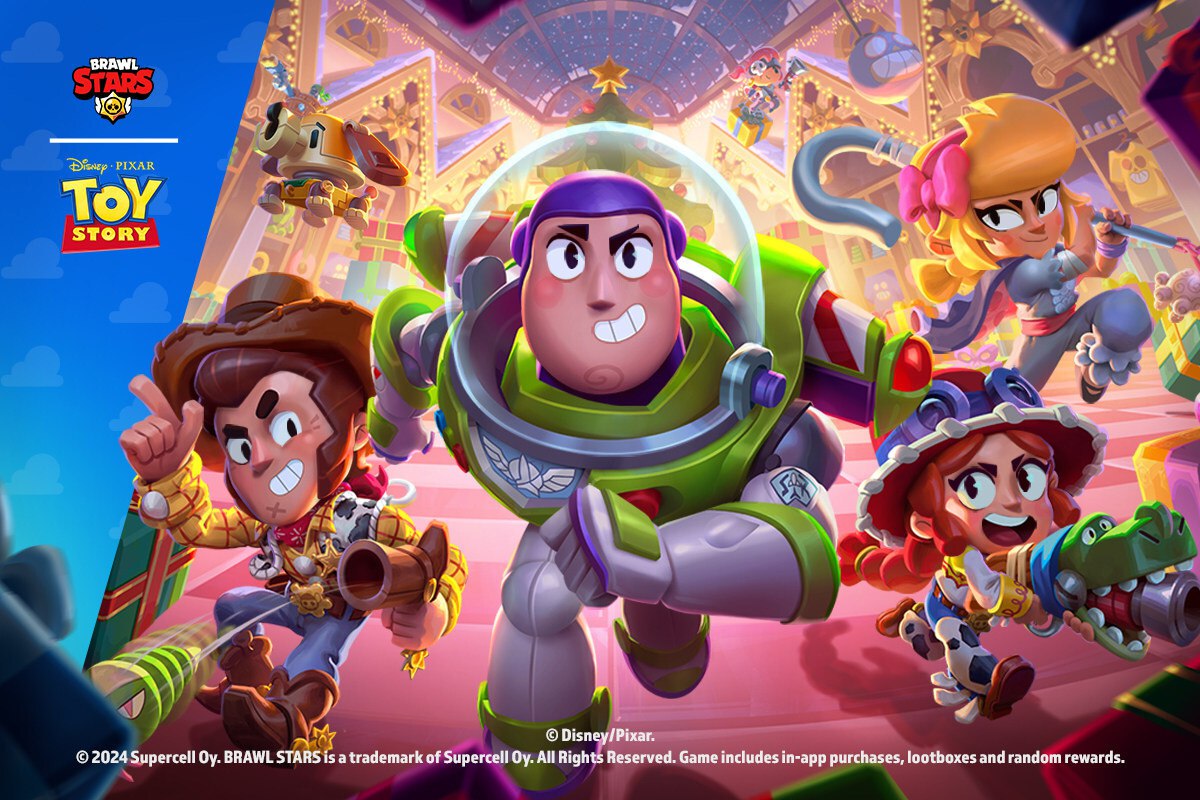 BRAWL
STARS
Disney · PIXAR
TOY
STORY
© Disney/Pixar.
© 2024 Supercell Oy. BRAWL STARS is a trademark of Supercell Oy. All Rights Reserved. Game includes in-app purchases, lootboxes and random rewards.